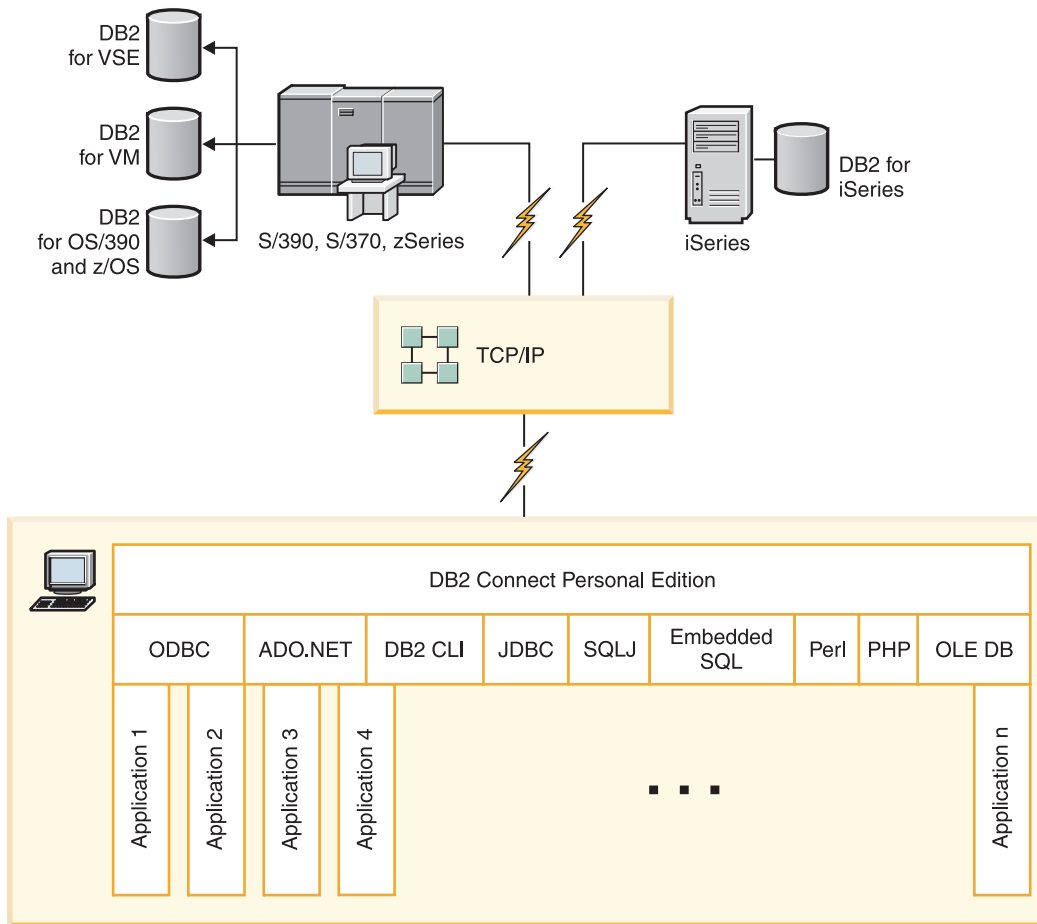 DB2
for VSE
DB2
for VM
DB2
for OS/390
and z/OS
S/390, S/370, zSeries
iSeries
DB2 for
iSeries
TCP/IP
DB2 Connect Personal Edition
ODBC
ADO.NET
DB2 CLI
JDBC
SQLJ
Embedded
SQL
Perl
PHP
OLE DB
Application 1
Application 2
Application 3
Application 4
. . .
Application n